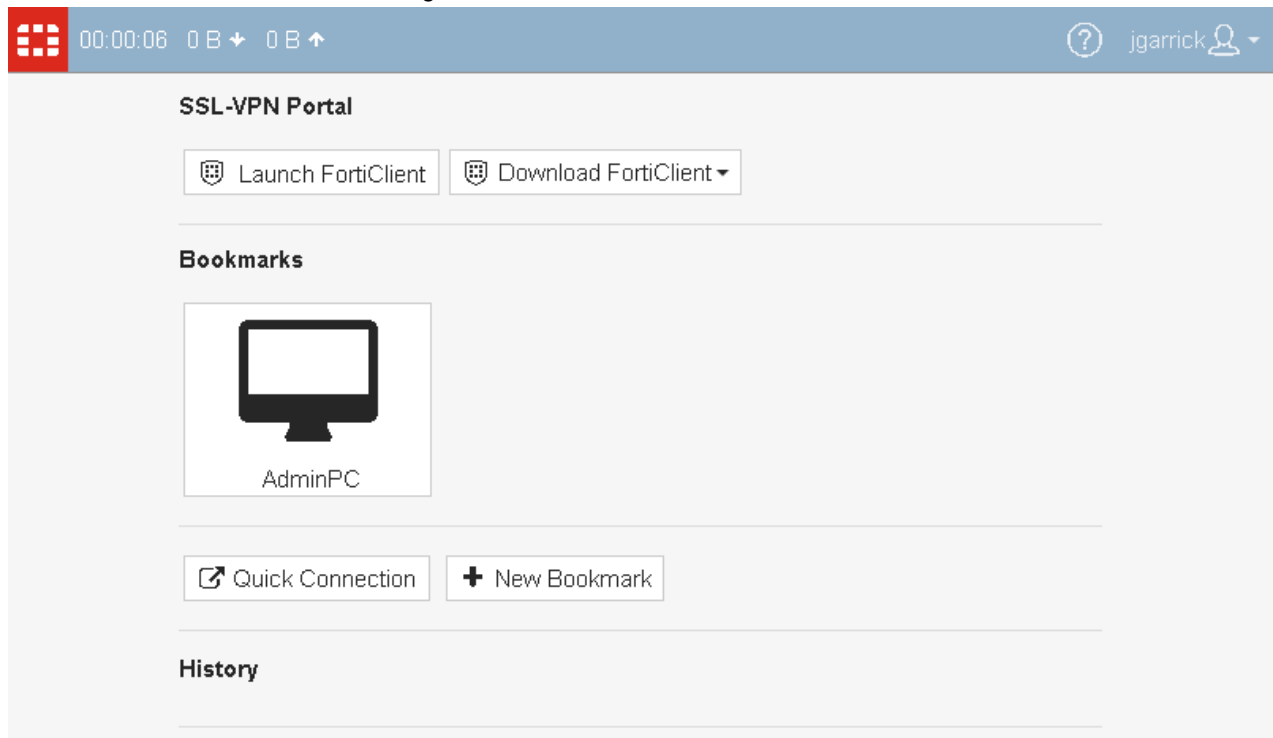 00:00:06 0 B 0 B ? jgarrick
SSL-VPN Portal
Launch FortiClient Download FortiClient
Bookmarks
AdminPC
Quick Connection New Bookmark
History